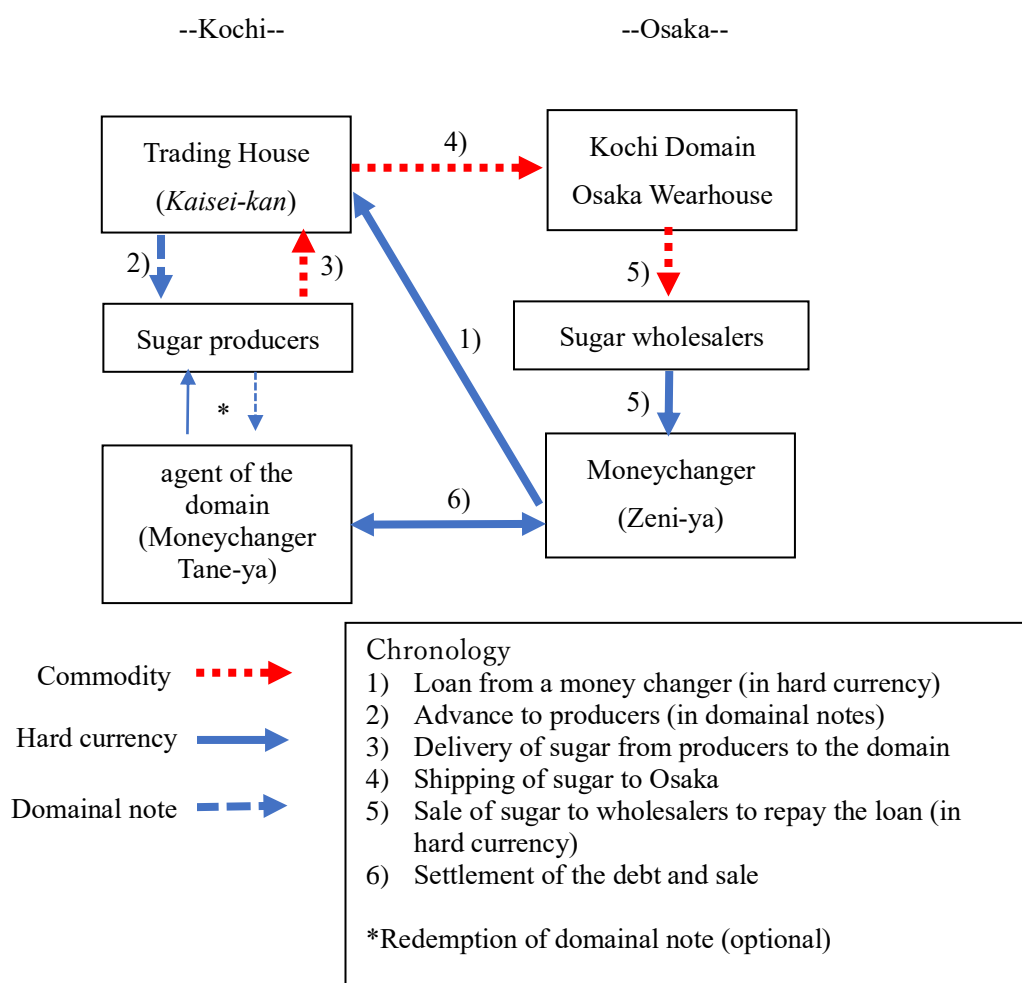 --Kochi--
--Osaka--
Trading House
(Kaisei-kan)
4)
Kochi Domain
Osaka Wearhouse
2)
3)
5)
Sugar producers
1)
Sugar wholesalers
*
5)
agent of the
domain
(Moneychanger
Tane-ya)
6)
Moneychanger
(Zeni-ya)
Commodity
Hard currency
Domainal note
Chronology
1) Loan from a money changer (in hard currency)
2) Advance to producers (in domainal notes)
3) Delivery of sugar from producers to the domain
4) Shipping of sugar to Osaka
5) Sale of sugar to wholesalers to repay the loan (in
hard currency)
6) Settlement of the debt and sale
*Redemption of domainal note (optional)